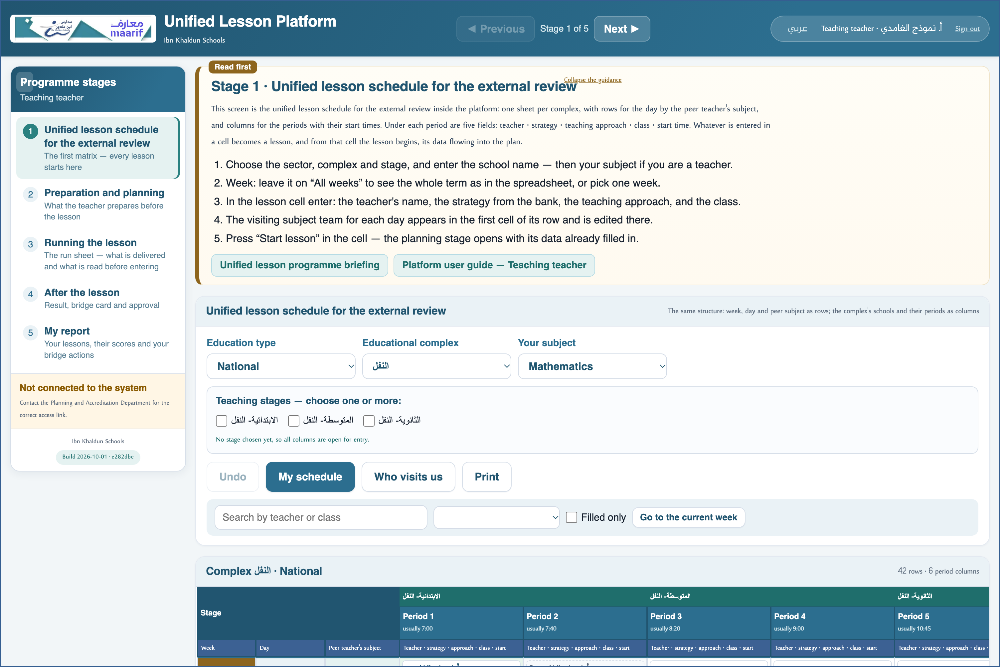 مدارس
ابن خلدون
معارف
maarif
Unified Lesson Platform
Ibn Khaldun Schools
◀ Previous
Stage 1 of 5
Next ▶
عربي
Teaching teacher · أ. نموذج الغامدي
Sign out
Programme stages
Teaching teacher
1
Unified lesson schedule
for the external review
The first matrix — every lesson
starts here
2
Preparation and planning
What the teacher prepares before
the lesson
3
Running the lesson
The run sheet — what is delivered
and what is read before entering
4
After the lesson
Result, bridge card and approval
5
My report
Your lessons, their scores and your
bridge actions
Not connected to the system
Contact the Planning and Accreditation Department for the
correct access link.
Ibn Khaldun Schools
Build 2026-10-01 · e282dbe
Read first
Collapse the guidance
Stage 1 · Unified lesson schedule for the external review
This screen is the unified lesson schedule for the external review inside the platform: one sheet per complex, with rows for the day by the peer teacher's subject,
and columns for the periods with their start times. Under each period are five fields: teacher · strategy · teaching approach · class · start time. Whatever is entered in
a cell becomes a lesson, and from that cell the lesson begins, its data flowing into the plan.
1. Choose the sector, complex and stage, and enter the school name — then your subject if you are a teacher.
2. Week: leave it on “All weeks” to see the whole term as in the spreadsheet, or pick one week.
3. In the lesson cell enter: the teacher's name, the strategy from the bank, the teaching approach, and the class.
4. The visiting subject team for each day appears in the first cell of its row and is edited there.
5. Press “Start lesson” in the cell — the planning stage opens with its data already filled in.
Unified lesson programme briefing
Platform user guide — Teaching teacher
Unified lesson schedule for the external review
The same structure: week, day and peer subject as rows; the complex's schools and their periods as columns
Education type
Educational complex
Your subject
National
النفل
Mathematics
Teaching stages — choose one or more:
الابتدائية- النفل
المتوسطة- النفل
الثانوية- النفل
No stage chosen yet, so all columns are open for entry.
Undo
My schedule
Who visits us
Print
Search by teacher or class
Filled only
Go to the current week
Complex النفل · National
42 rows · 6 period columns
Stage
الابتدائية- النفل
المتوسطة- النفل
الثانوية- النفل
Period 1
usually 7:00
Period 2
usually 7:40
Period 3
usually 8:20
Period 4
usually 9:00
Period 5
usually 10:45
Week
Day
Peer teacher's subject
Teacher · strategy · approach · class · start
Teacher · strategy · approach · class · start
Teacher · strategy · approach · class · start
Teacher · strategy · approach · class · start
Teacher · strategy · approach · class ·